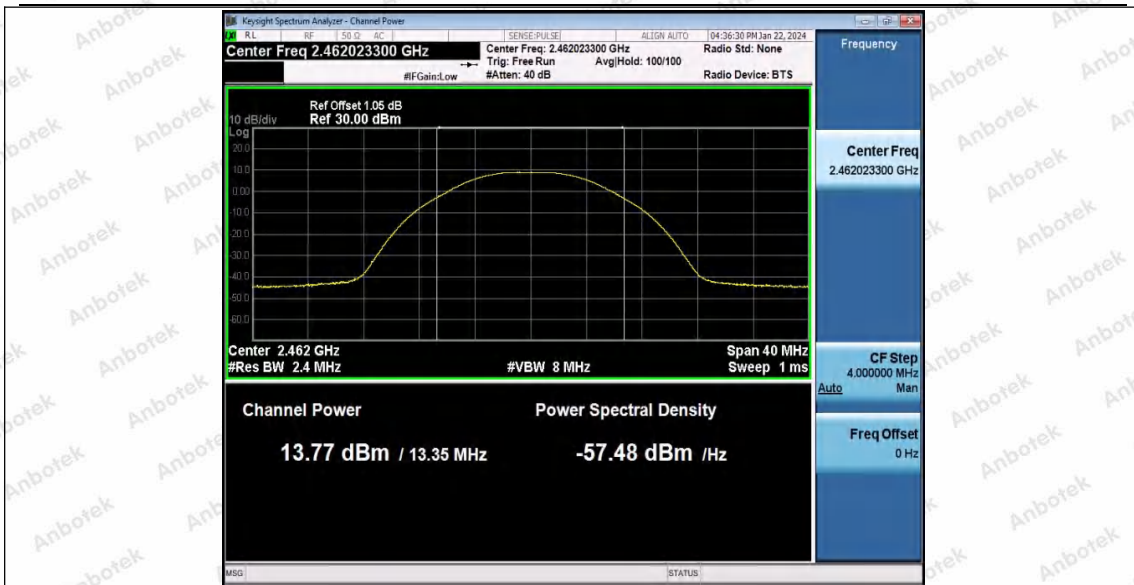 Keysight Spectrum Analyzer - Channel Power
RL RF 50 Ω AC SENSE:PULSE ALIGN AUTO 04:36:30 PM Jan 22, 2024
Center Freq 2.462023300 GHz
Center Freq: 2.462023300 GHz Radio Std: None
Trig: Free Run Avg|Hold: 100/100
#IFGain:Low #Atten: 40 dB Radio Device: BTS
Ref Offset 1.05 dB
10 dB/div Ref 30.00 dBm
Log
20.0
10.0
0.00
-10.0
-20.0
-30.0
-40.0
-50.0
-60.0
Center 2.462 GHz Span 40 MHz
#Res BW 2.4 MHz #VBW 8 MHz Sweep 1 ms
Channel Power Power Spectral Density
13.77 dBm / 13.35 MHz -57.48 dBm /Hz
MSG STATUS
Frequency
Center Freq
2.462023300 GHz
CF Step
4.000000 MHz
Auto Man
Freq Offset
0 Hz
Anbotek